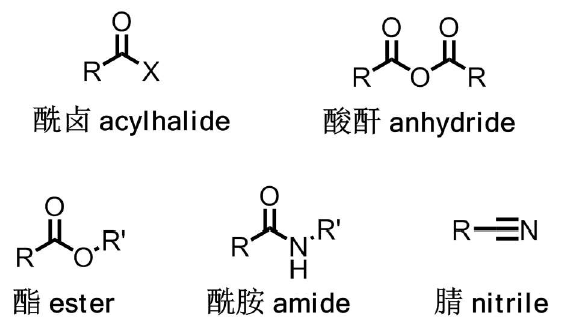 O O O
R X R O R
酰卤 acylhalide 酸酐 anhydride
O O
R O R' R N R' R N
H
酯 ester 酰胺 amide 腈 nitrile